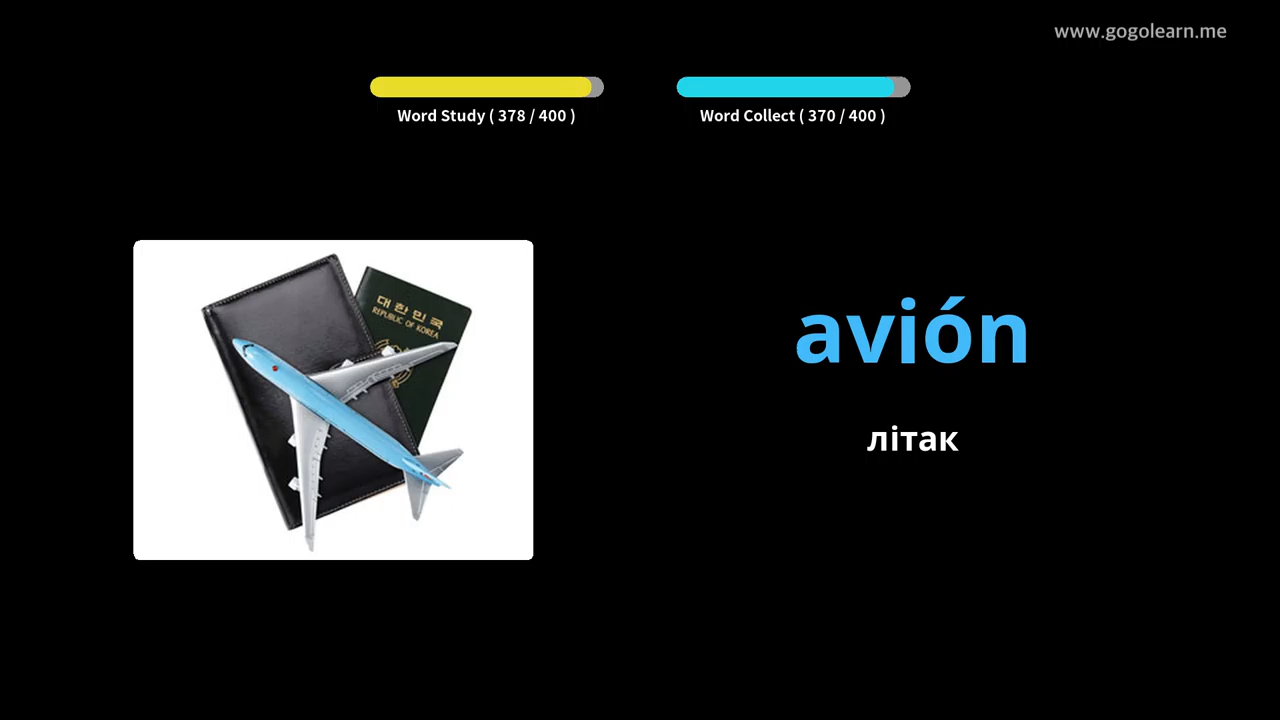 www.gogolearn.me
Word Study ( 378 / 400 )
Word Collect ( 370 / 400 )
대한민국
REPUBLIC OF KOREA
avión
літак